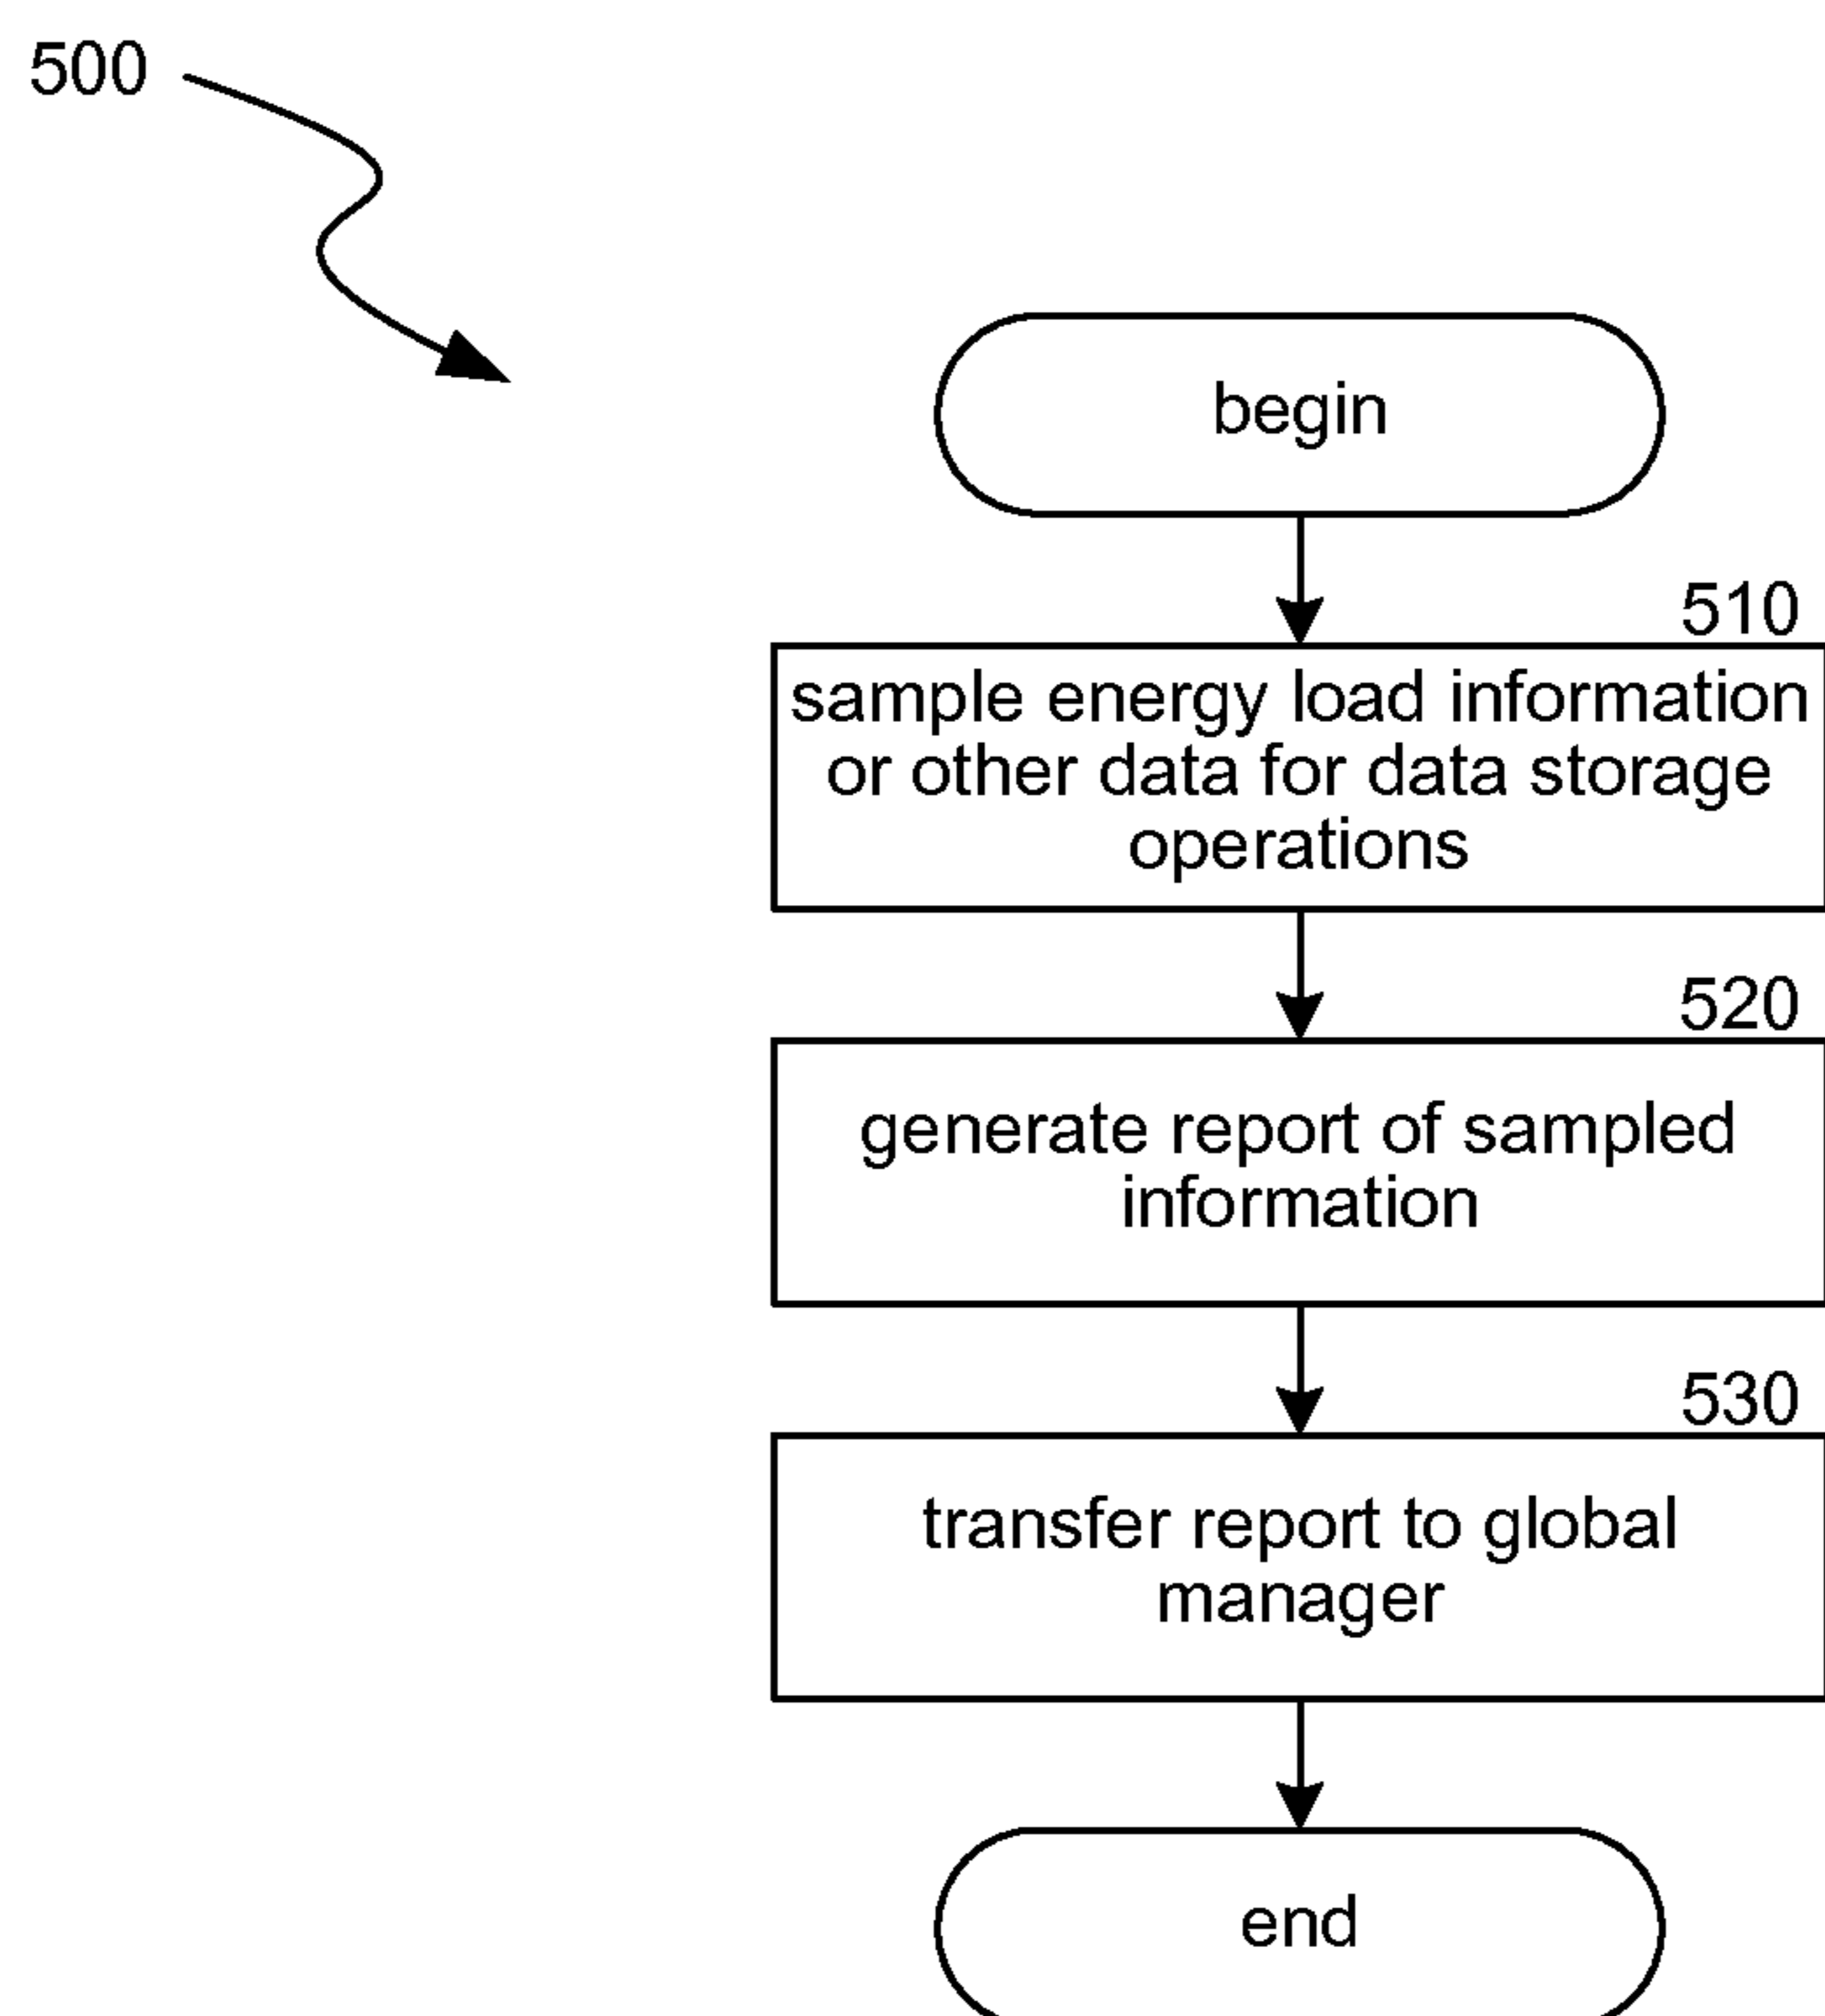 500
begin
510
sample energy load information
or other data for data storage
operations
520
generate report of sampled
information
530
transfer report to global
manager
end